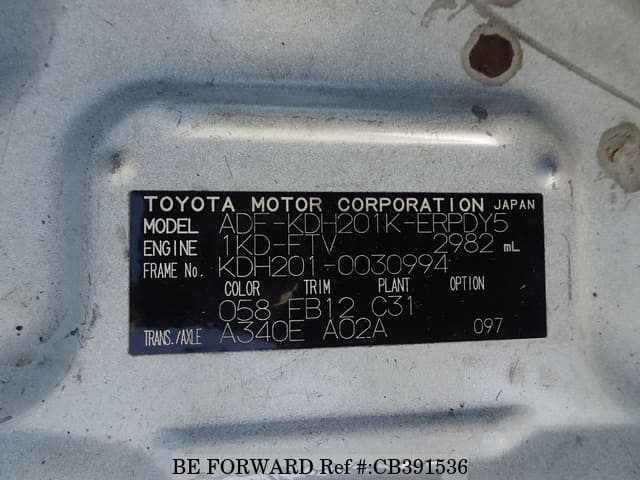 TOYOTA MOTOR CORPORATION JAPAN
MODEL ADF-KDH201K-ERPDY5
ENGINE 1KD-FTV 2982 mL
FRAME No. KDH201-0030994
COLOR TRIM PLANT OPTION
058 EB12 C31
TRANS./AXLE A340E A02A 097
BE FORWARD Ref #:CB391536